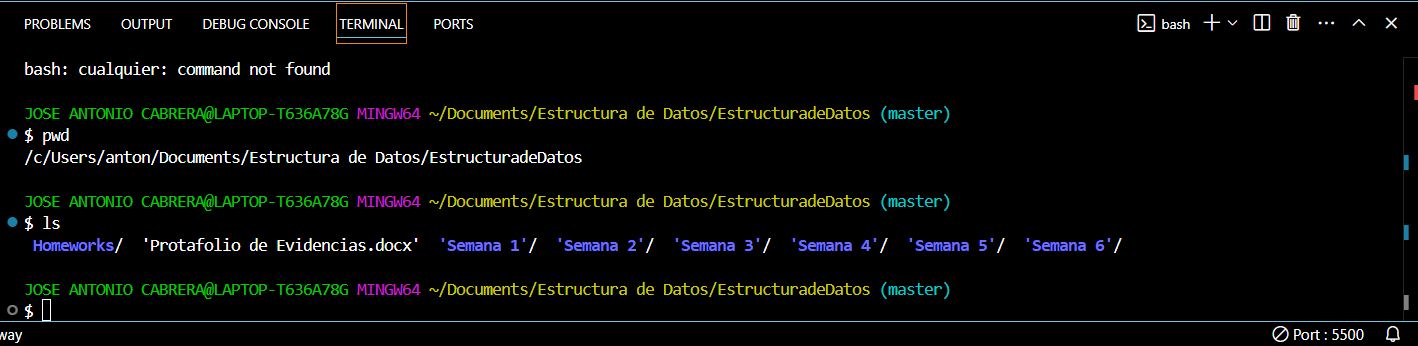 PROBLEMS OUTPUT DEBUG CONSOLE TERMINAL PORTS bash
bash: cualquier: command not found
JOSE ANTONIO CABRERA@LAPTOP-T636A78G MINGW64 ~/Documents/Estructura de Datos/EstructuradeDatos (master)
$ pwd
/c/Users/anton/Documents/Estructura de Datos/EstructuradeDatos
JOSE ANTONIO CABRERA@LAPTOP-T636A78G MINGW64 ~/Documents/Estructura de Datos/EstructuradeDatos (master)
$ ls
Homeworks/ 'Protafolio de Evidencias.docx' 'Semana 1'/ 'Semana 2'/ 'Semana 3'/ 'Semana 4'/ 'Semana 5'/ 'Semana 6'/
JOSE ANTONIO CABRERA@LAPTOP-T636A78G MINGW64 ~/Documents/Estructura de Datos/EstructuradeDatos (master)
$
way Port : 5500